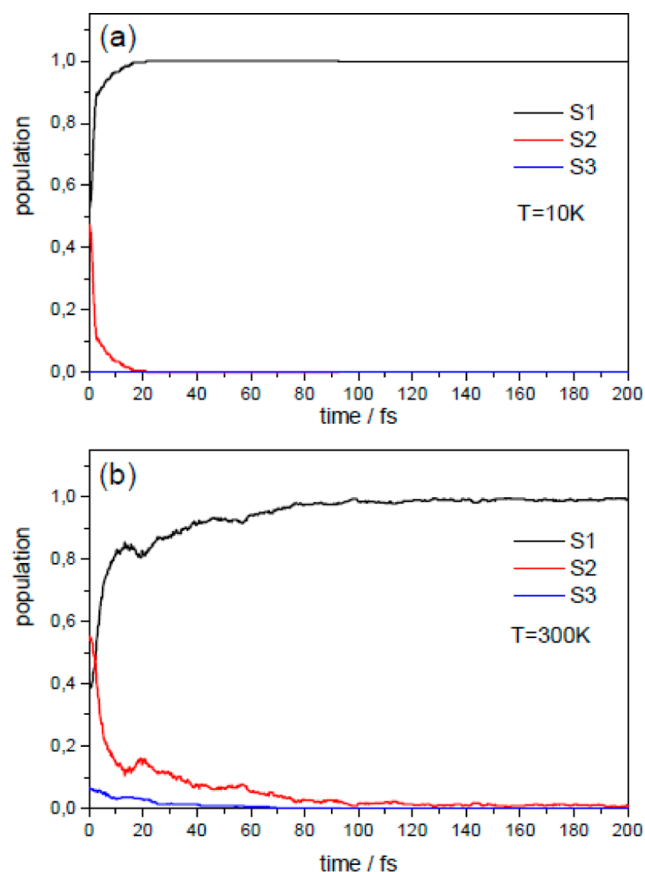 (a)
1,0
0,8
0,6
0,4
0,2
0,0
population
S1
S2
S3
T=10K
0 20 40 60 80 100 120 140 160 180 200
time / fs
(b)
1,0
0,8
0,6
0,4
0,2
0,0
population
S1
S2
S3
T=300K
0 20 40 60 80 100 120 140 160 180 200
time / fs